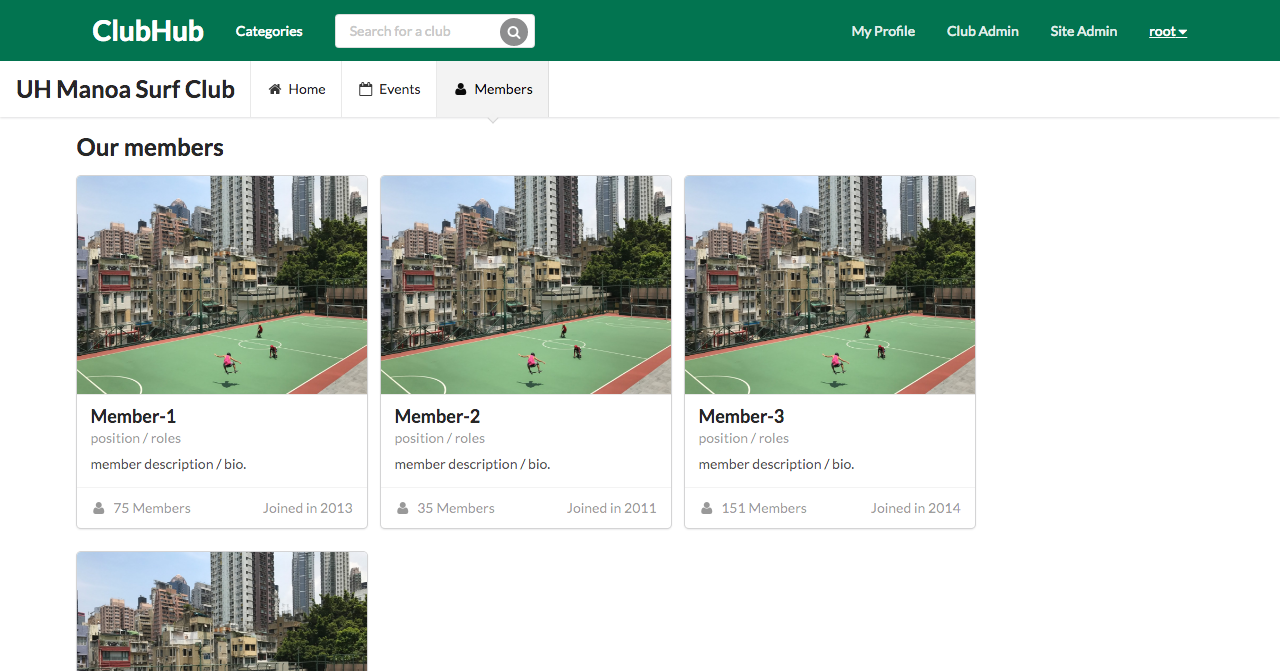 ClubHub Categories Search for a club My Profile Club Admin Site Admin root
UH Manoa Surf Club Home Events Members
Our members
Member-1 Member-2 Member-3
position / roles position / roles position / roles
member description / bio. member description / bio. member description / bio.
75 Members Joined in 2013 35 Members Joined in 2011 151 Members Joined in 2014